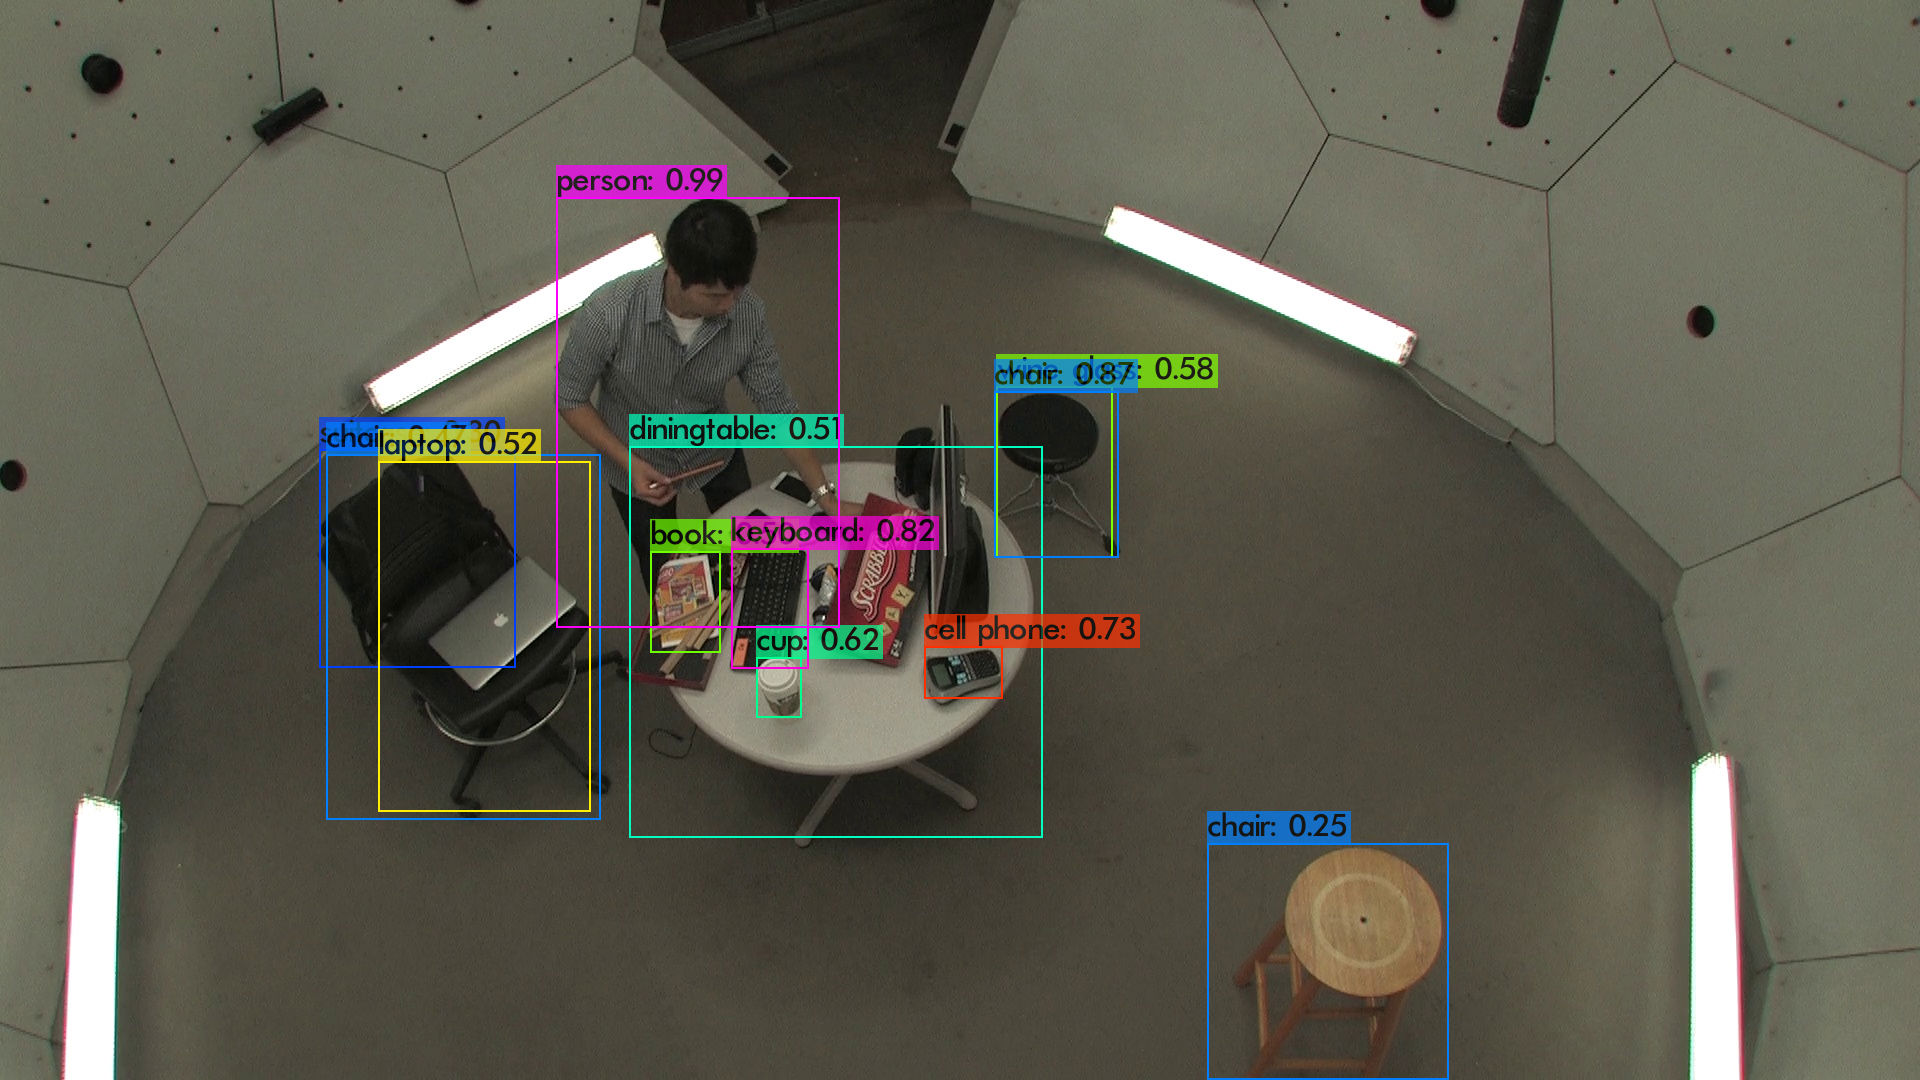 person: 0.99
chair: 0.87
: 0.58
diningtable: 0.51
chai
laptop: 0.52
book:
keyboard: 0.82
SCRABBLE
cell phone: 0.73
cup: 0.62
chair: 0.25